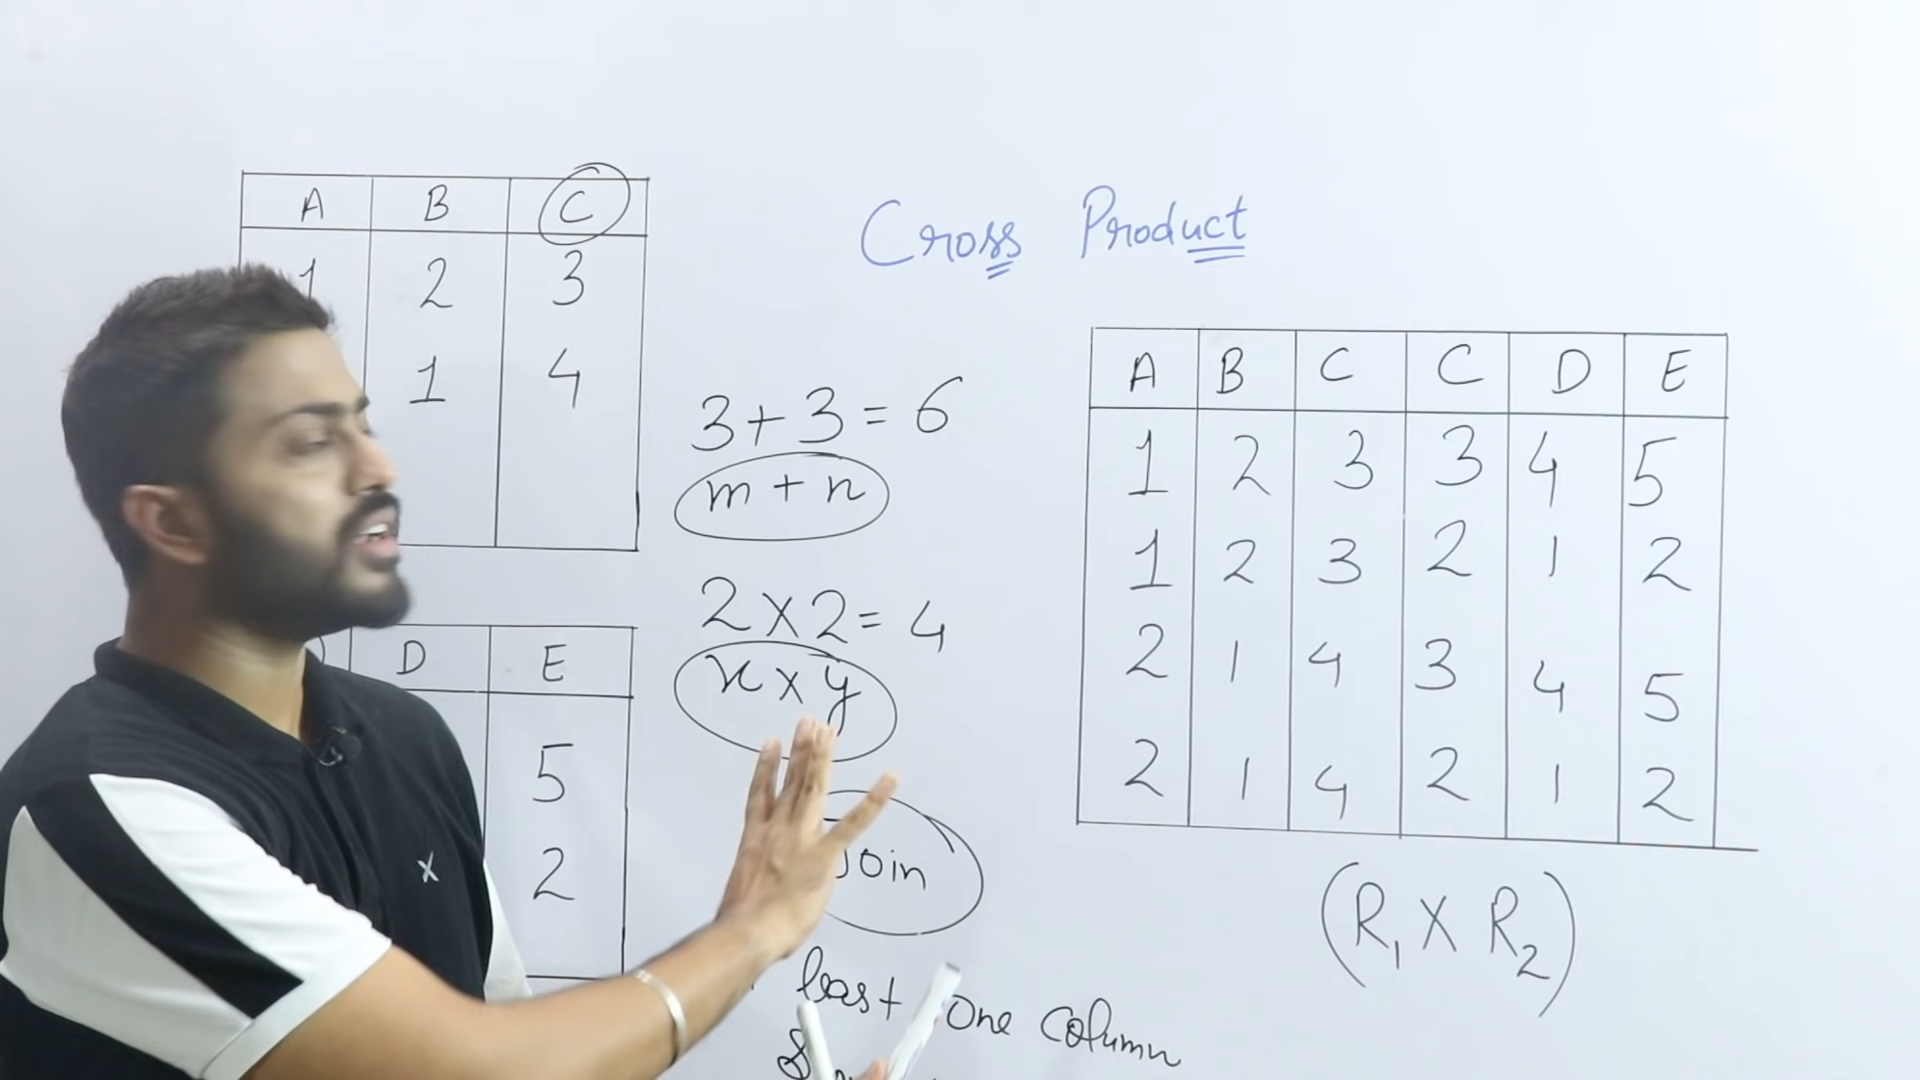 A B C
1 2 3
1 4
D E
5
2
Cross Product
3+3=6
m+n
2×2=4
x×y
Join
least one column
A B C C D E
1 2 3 3 4 5
1 2 3 2 1 2
2 1 4 3 4 5
2 1 4 2 1 2
(R₁ X R₂)